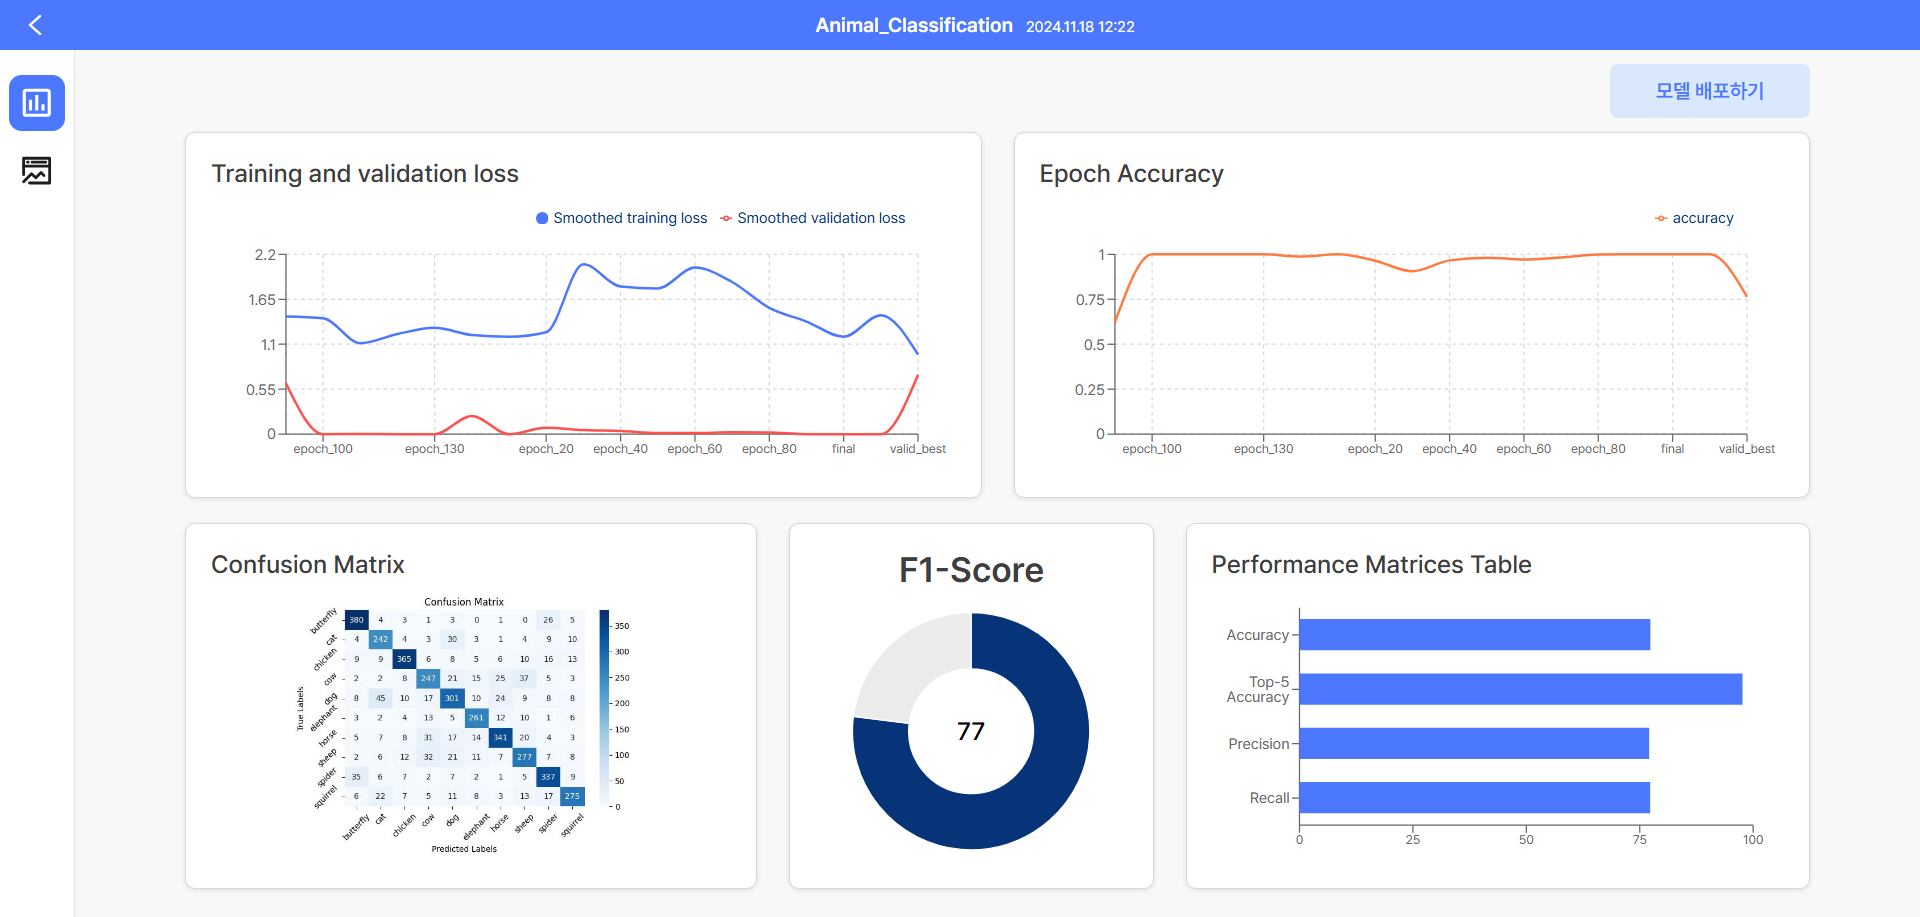 Animal_Classification 2024.11.18 12:22
모델 배포하기
Training and validation loss
Smoothed training loss Smoothed validation loss
2.2
1.65
1.1
0.55
0
epoch_100 epoch_130 epoch_20 epoch_40 epoch_60 epoch_80 final valid_best
Epoch Accuracy
accuracy
1
0.75
0.5
0.25
0
epoch_100 epoch_130 epoch_20 epoch_40 epoch_60 epoch_80 final valid_best
Confusion Matrix
Confusion Matrix
True Labels
butterfly 380 4 3 1 3 0 1 0 26 5
cat 4 242 4 3 30 3 1 4 9 10
chicken 9 9 365 6 8 5 6 10 16 13
cow 2 2 8 247 21 15 25 37 5 3
dog 8 45 10 17 301 10 24 9 8 8
elephant 3 2 4 13 5 261 12 10 1 6
horse 5 7 8 31 17 14 341 20 4 3
sheep 2 6 12 32 21 11 7 277 7 8
spider 35 6 7 2 7 2 1 5 337 9
squirrel 6 22 7 5 11 8 3 13 17 275
butterfly cat chicken cow dog elephant horse sheep spider squirrel
Predicted Labels
350
300
250
200
150
100
50
0
F1-Score
77
Performance Matrices Table
Accuracy
Top-5
Accuracy
Precision
Recall
0 25 50 75 100